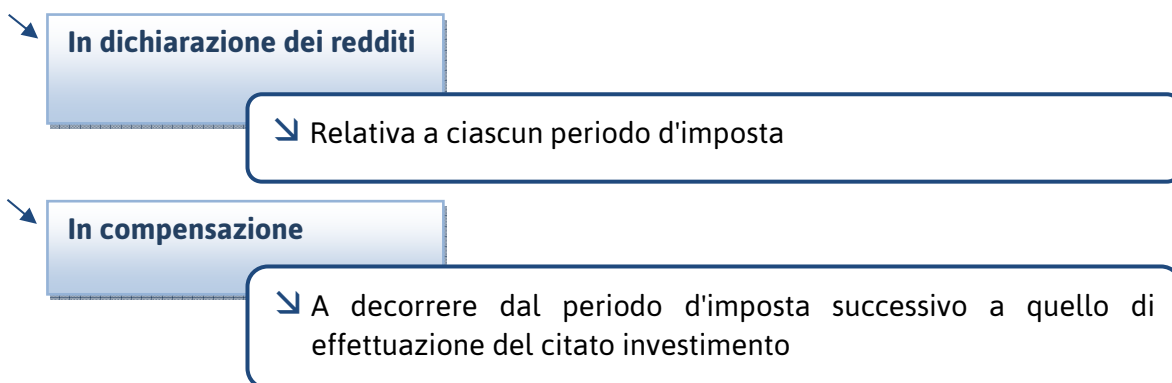 In dichiarazione dei redditi
Relativa a ciascun periodo d'imposta
In compensazione
A decorrere dal periodo d'imposta successivo a quello di
effettuazione del citato investimento